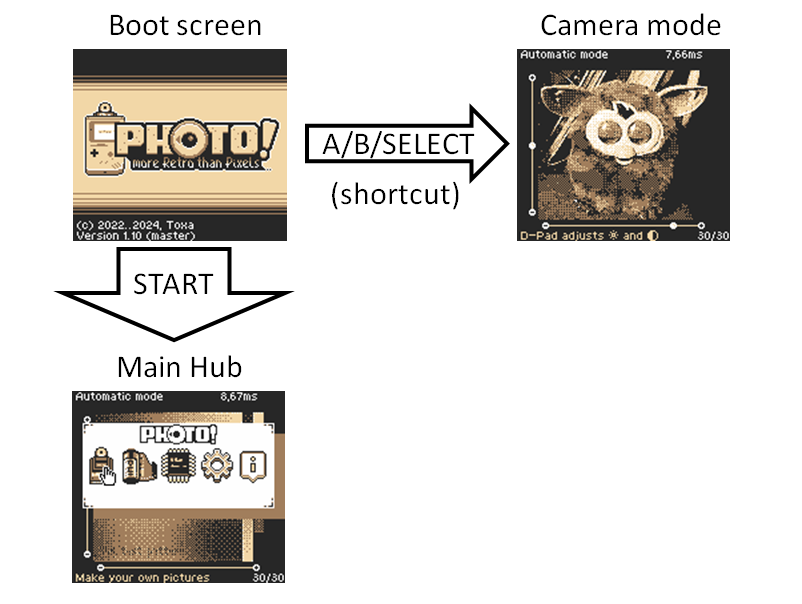 Boot screen
Camera mode
PHOTO!
more Retro than Pixels
(c) 2022..2024, Toxa
Version 1.10 (master)
A/B/SELECT
(shortcut)
Automatic mode 7,66ms
D-Pad adjusts and
30/30
START
Main Hub
Automatic mode 8,67ms
PHOTO!
Make your own pictures 30/30